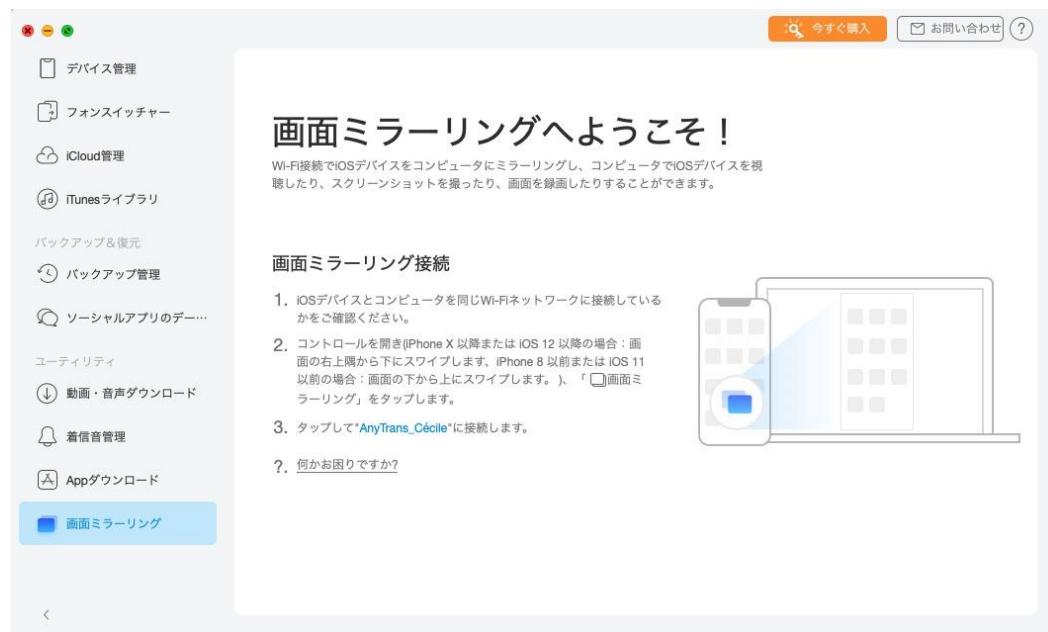 今すぐ購入
お問い合わせ
?
デバイス管理
フォンスイッチャー
iCloud管理
iTunesライブラリ
バックアップ&復元
バックアップ管理
ソーシャルアプリのデー…
ユーティリティ
動画・音声ダウンロード
着信音管理
Appダウンロード
画面ミラーリング
画面ミラーリングへようこそ！
Wi-Fi接続でiOSデバイスをコンピュータにミラーリングし、コンピュータでiOSデバイスを視
聴したり、スクリーンショットを撮ったり、画面を録画したりすることができます。
画面ミラーリング接続
1. iOSデバイスとコンピュータを同じWi-Fiネットワークに接続している
かをご確認ください。
2. コントロールを開き(iPhone X 以降または iOS 12 以降の場合：画
面の右上隅から下にスワイプします、iPhone 8 以前または iOS 11
以前の場合：画面の下から上にスワイプします。)、「画面ミ
ラーリング」をタップします。
3. タップして"AnyTrans_Cécile"に接続します。
?. 何かお困りですか?